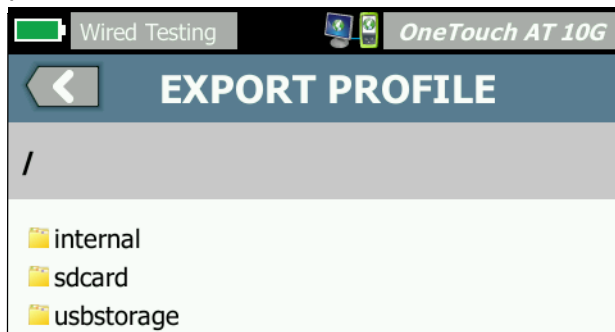 Wired Testing OneTouch AT 10G
EXPORT PROFILE
/
internal
sdcard
usbstorage